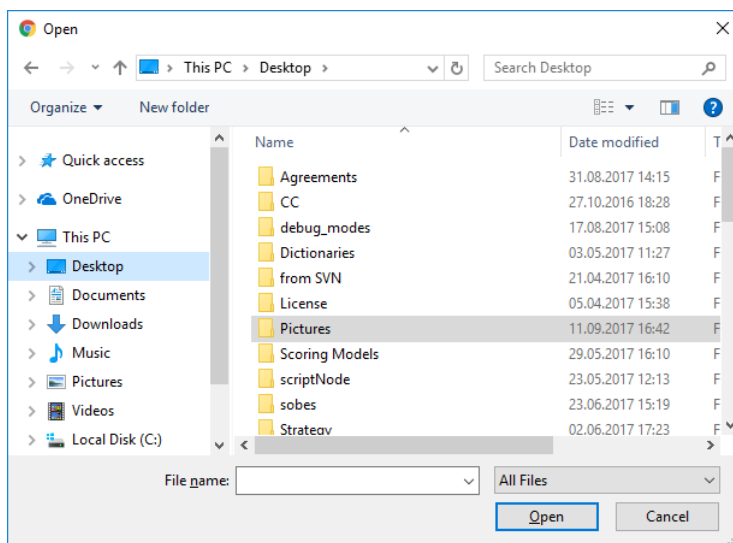 Open
This PC > Desktop >
Search Desktop
Organize
New folder
Name
Date modified
T
Quick access
OneDrive
This PC
Desktop
Documents
Downloads
Music
Pictures
Videos
Local Disk (C:)
Agreements 31.08.2017 14:15 F
CC 27.10.2016 18:28 F
debug_modes 17.08.2017 15:08 F
Dictionaries 03.05.2017 11:27 F
from SVN 21.04.2017 16:10 F
License 05.04.2017 15:38 F
Pictures 11.09.2017 16:42 F
Scoring Models 29.05.2017 16:10 F
scriptNode 23.05.2017 12:13 F
sobes 23.06.2017 15:19 F
Strategy 02.06.2017 17:23 F
File name:
All Files
Open
Cancel